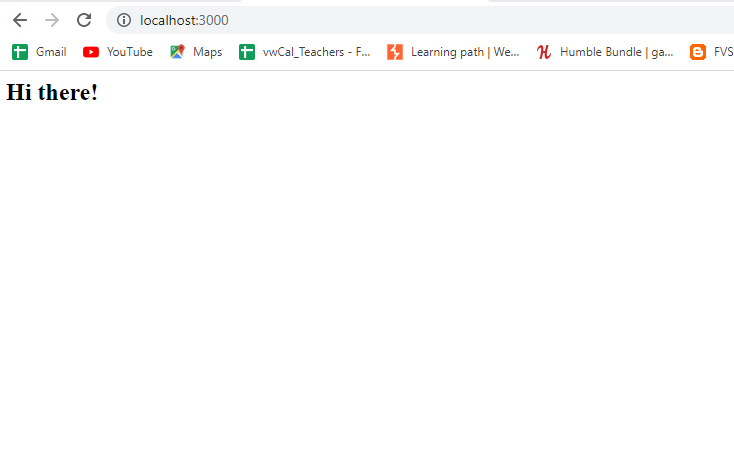 localhost:3000
Gmail YouTube Maps vwCal_Teachers - F... Learning path | We... Humble Bundle | ga... FVS
Hi there!